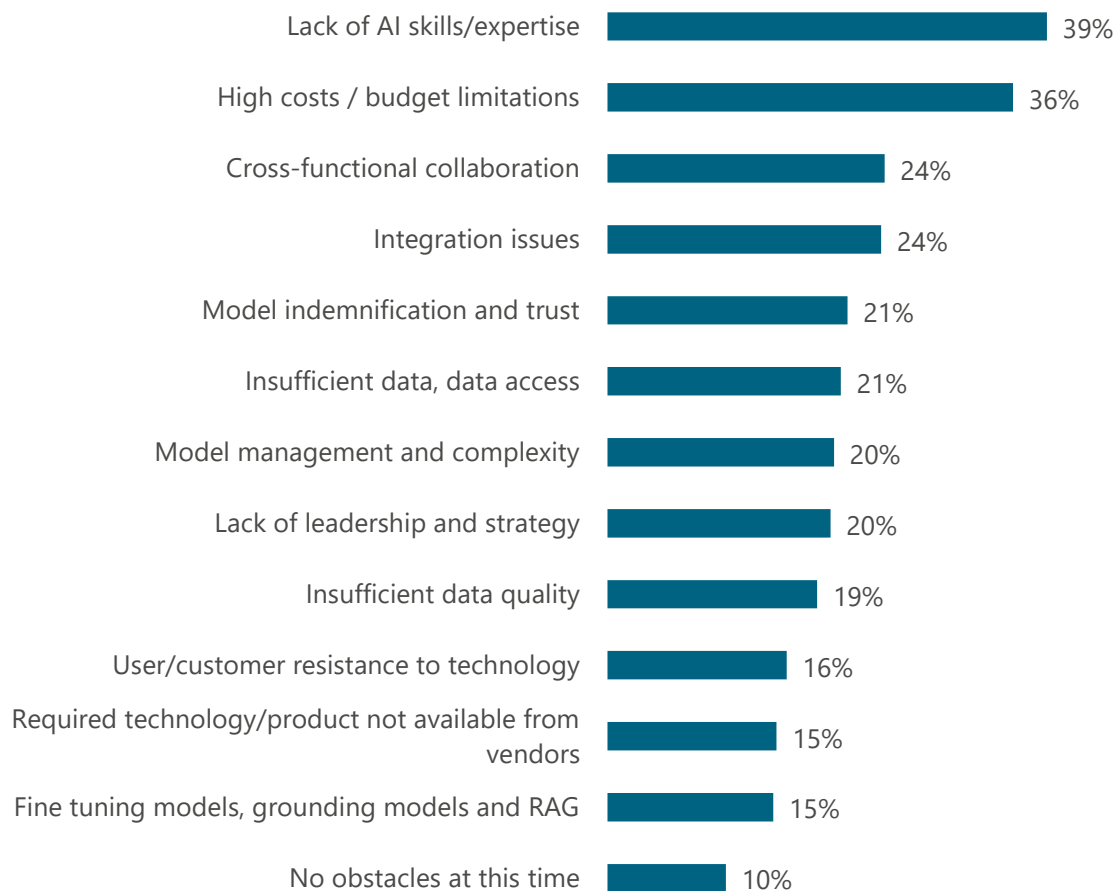 Lack of AI skills/expertise 39%
High costs / budget limitations 36%
Cross-functional collaboration 24%
Integration issues 24%
Model indemnification and trust 21%
Insufficient data, data access 21%
Model management and complexity 20%
Lack of leadership and strategy 20%
Insufficient data quality 19%
User/customer resistance to technology 16%
Required technology/product not available from
vendors 15%
Fine tuning models, grounding models and RAG 15%
No obstacles at this time 10%